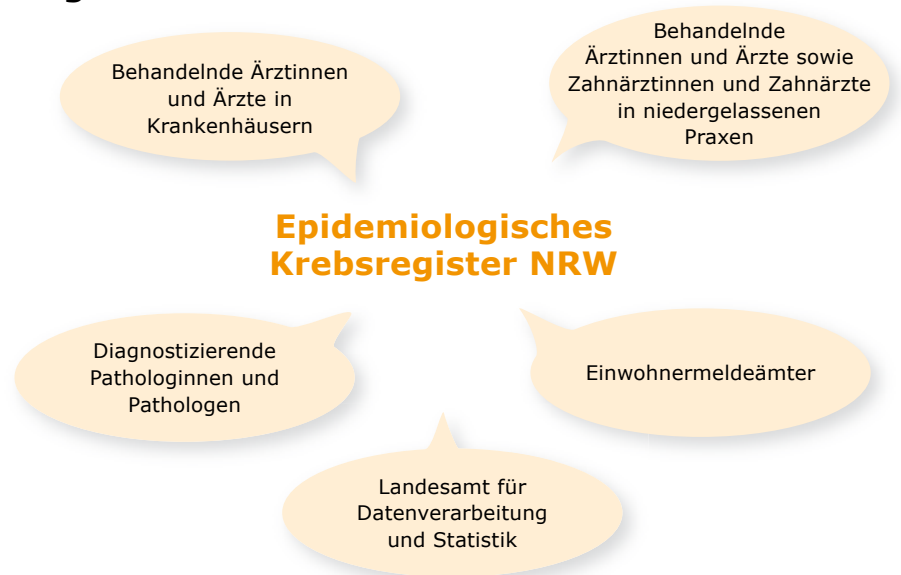 Behandelnde Ärztinnen
und Ärzte in
Krankenhäusern
Behandelnde
Ärztinnen und Ärzte sowie
Zahnärztinnen und Zahnärzte
in niedergelassenen
Praxen
Epidemiologisches
Krebsregister NRW
Diagnostizierende
Pathologinnen und
Pathologen
Einwohnermeldeämter
Landesamt für
Datenverarbeitung
und Statistik